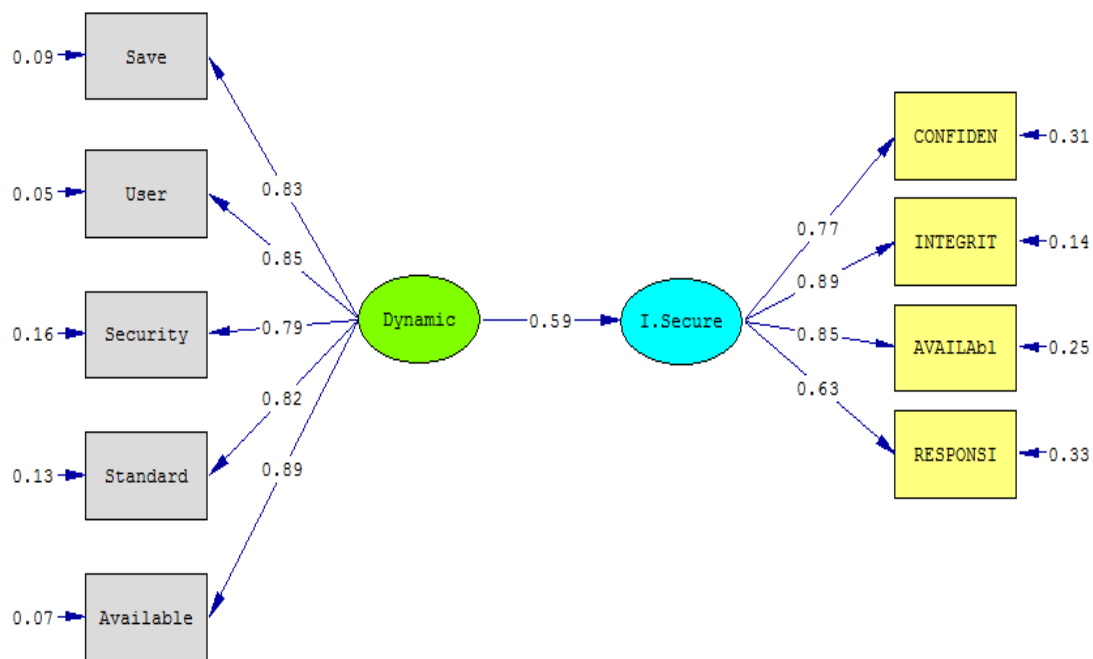 0.09
Save
0.05
User
0.16
Security
0.13
Standard
0.07
Available
0.83
0.85
0.79
0.82
0.89
Dynamic
0.59
I.Secure
0.77
0.89
0.85
0.63
CONFIDEN
0.31
INTEGRIT
0.14
AVAILAbl
0.25
RESPONSI
0.33